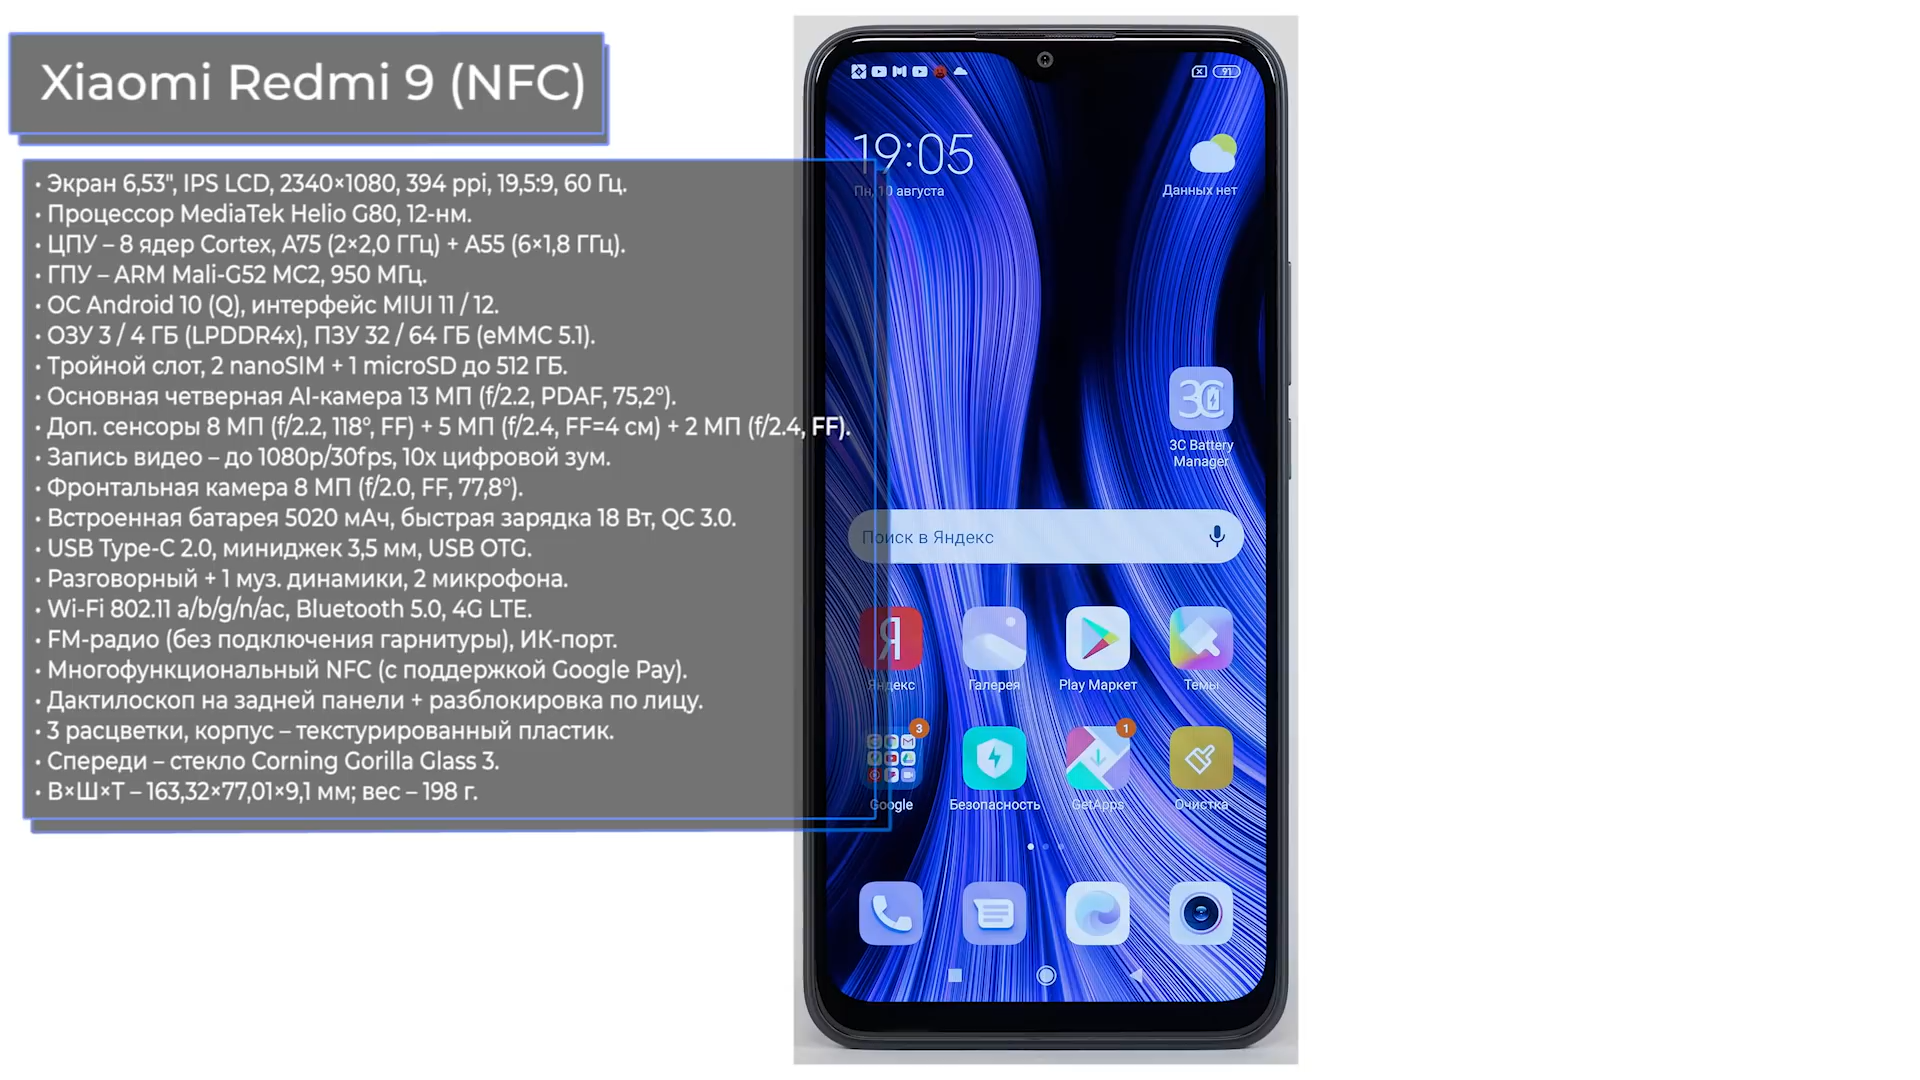 Xiaomi Redmi 9 (NFC)
• Экран 6,53", IPS LCD, 2340×1080, 394 ppi, 19,5:9, 60 Гц.
• Процессор MediaTek Helio G80, 12-нм.
• ЦПУ – 8 ядер Cortex, A75 (2×2,0 ГГц) + A55 (6×1,8 ГГц).
• ГПУ – ARM Mali-G52 MC2, 950 МГц.
• ОС Android 10 (Q), интерфейс MIUI 11 / 12.
• ОЗУ 3 / 4 ГБ (LPDDR4x), ПЗУ 32 / 64 ГБ (eMMC 5.1).
• Тройной слот, 2 nanoSIM + 1 microSD до 512 ГБ.
• Основная четверная AI-камера 13 МП (f/2.2, PDAF, 75,2°).
• Доп. сенсоры 8 МП (f/2.2, 118°, FF) + 5 МП (f/2.4, FF=4 см) + 2 МП (f/2.4, FF).
• Запись видео – до 1080p/30fps, 10x цифровой зум.
• Фронтальная камера 8 МП (f/2.0, FF, 77,8°).
• Встроенная батарея 5020 мАч, быстрая зарядка 18 Вт, QC 3.0.
• USB Type-C 2.0, миниджек 3,5 мм, USB OTG.
• Разговорный + 1 муз. динамики, 2 микрофона.
• Wi-Fi 802.11 a/b/g/n/ac, Bluetooth 5.0, 4G LTE.
• FM-радио (без подключения гарнитуры), ИК-порт.
• Многофункциональный NFC (с поддержкой Google Pay).
• Дактилоскоп на задней панели + разблокировка по лицу.
• 3 расцветки, корпус – текстурированный пластик.
• Спереди – стекло Corning Gorilla Glass 3.
• В×Ш×Т – 163,32×77,01×9,1 мм; вес – 198 г.
91
19:05
Пн, 10 августа
Данных нет
3C
3C Battery
Manager
Поиск в Яндекс
Я
Яндекс
Галерея
Play Маркет
Темы
3
1
Google
Безопасность
GetApps
Очистка